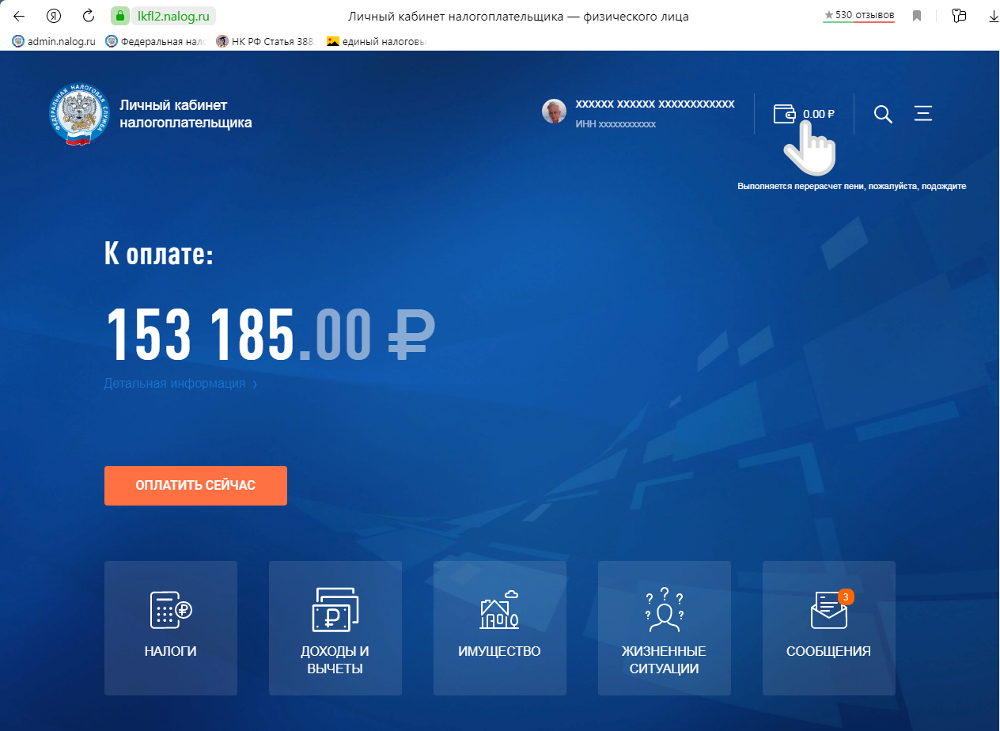 lkfl2.nalog.ru
Личный кабинет налогоплательщика — физического лица
★ 530 отзывов
admin.nalog.ru
Федеральная нал
НК РФ Статья 388.
единый налоговы
ФЕДЕРАЛЬНАЯ НАЛОГОВАЯ СЛУЖБА
Личный кабинет
налогоплательщика
xxxxxx xxxxxx xxxxxxxxxxxx
ИНН xxxxxxxxxxxx
0.00 ₽
Выполняется перерасчет пени, пожалуйста, подождите
К оплате:
153 185.00 ₽
Детальная информация ›
ОПЛАТИТЬ СЕЙЧАС
НАЛОГИ
ДОХОДЫ И
ВЫЧЕТЫ
ИМУЩЕСТВО
ЖИЗНЕННЫЕ
СИТУАЦИИ
3
СООБЩЕНИЯ